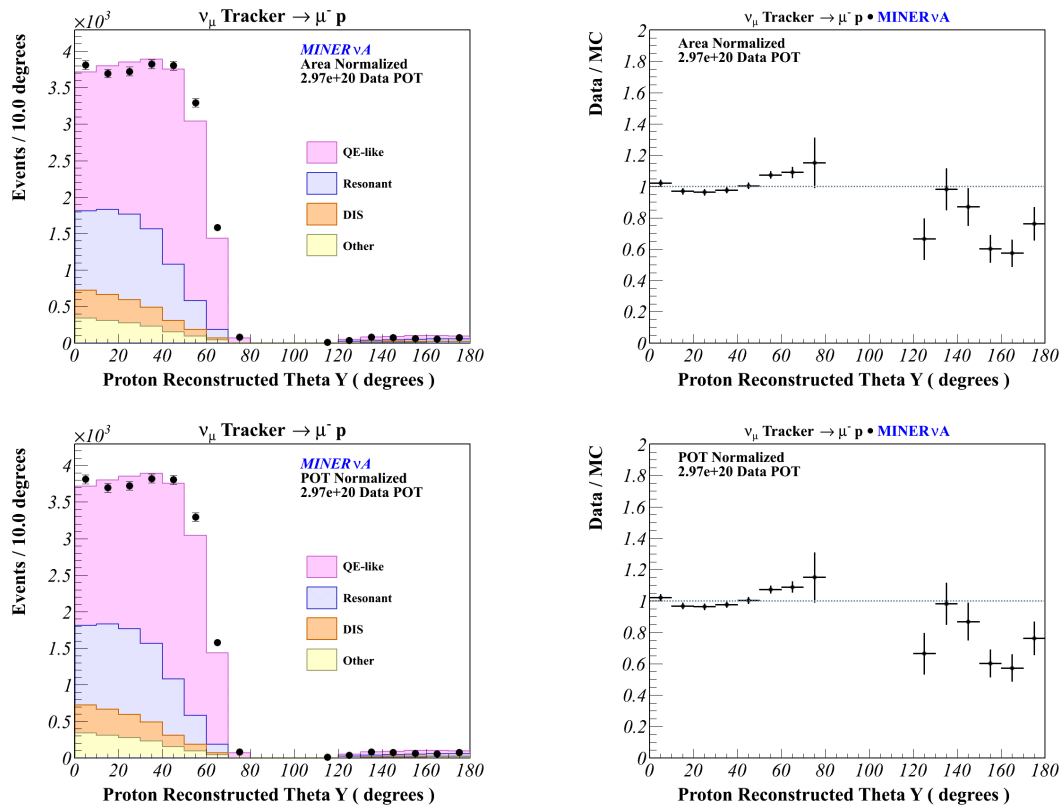 ν_μ Tracker → μ⁻ p
×10³
MINERνA
Area Normalized
2.97e+20 Data POT
QE-like
Resonant
DIS
Other
Events / 10.0 degrees
4
3.5
3
2.5
2
1.5
1
0.5
0
0 20 40 60 80 100 120 140 160 180
Proton Reconstructed Theta Y ( degrees )
ν_μ Tracker → μ⁻ p • MINERνA
Area Normalized
2.97e+20 Data POT
Data / MC
2
1.8
1.6
1.4
1.2
1
0.8
0.6
0.4
0.2
0
0 20 40 60 80 100 120 140 160 180
Proton Reconstructed Theta Y ( degrees )
ν_μ Tracker → μ⁻ p
×10³
MINERνA
POT Normalized
2.97e+20 Data POT
QE-like
Resonant
DIS
Other
Events / 10.0 degrees
4
3.5
3
2.5
2
1.5
1
0.5
0
0 20 40 60 80 100 120 140 160 180
Proton Reconstructed Theta Y ( degrees )
ν_μ Tracker → μ⁻ p • MINERνA
POT Normalized
2.97e+20 Data POT
Data / MC
2
1.8
1.6
1.4
1.2
1
0.8
0.6
0.4
0.2
0
0 20 40 60 80 100 120 140 160 180
Proton Reconstructed Theta Y ( degrees )